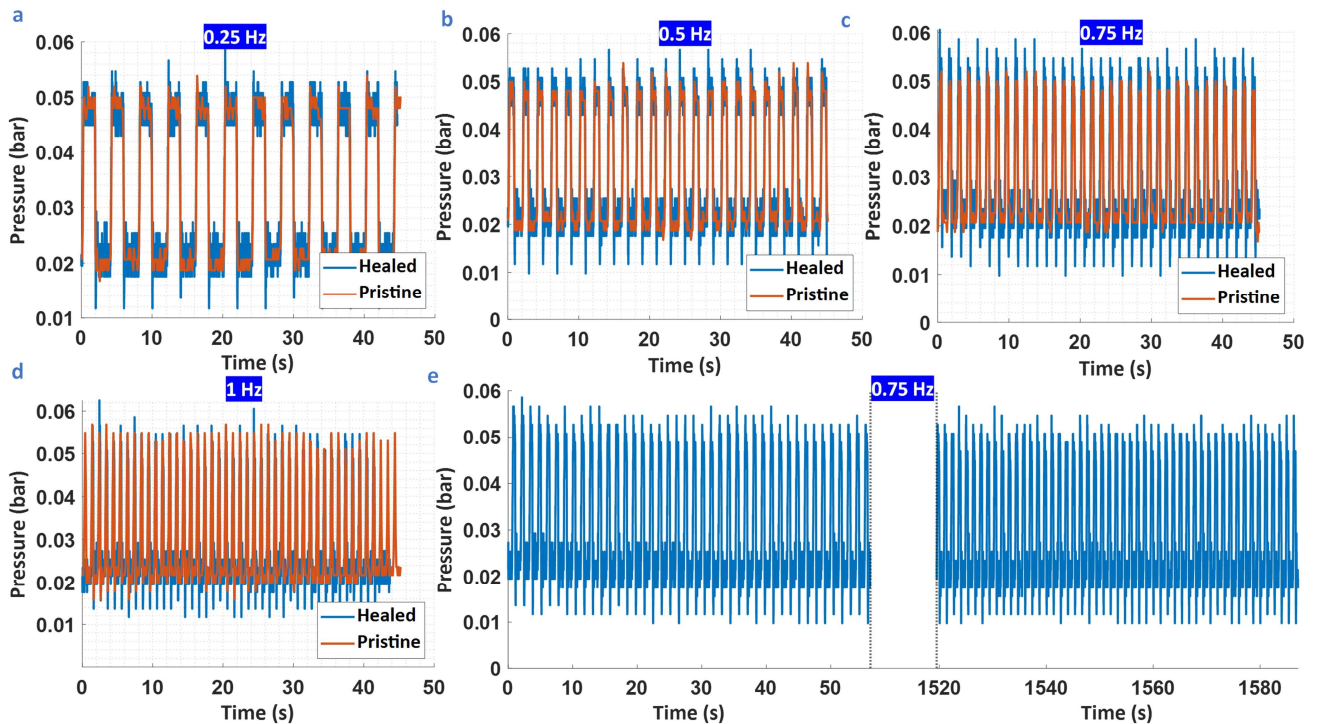 a
0.25 Hz
0.06
0.05
0.04
0.03
0.02
0.01
Pressure (bar)
Healed
Pristine
0 10 20 30 40 50
Time (s)
b
0.5 Hz
0.06
0.05
0.04
0.03
0.02
0.01
0
Pressure (bar)
Healed
Pristine
0 10 20 30 40 50
Time (s)
c
0.75 Hz
0.06
0.05
0.04
0.03
0.02
0.01
0
Pressure (bar)
Healed
Pristine
0 10 20 30 40 50
Time (s)
d
1 Hz
0.06
0.05
0.04
0.03
0.02
0.01
Pressure (bar)
Healed
Pristine
0 10 20 30 40 50
Time (s)
e
0.75 Hz
0.06
0.05
0.04
0.03
0.02
0.01
0
Pressure (bar)
0 10 20 30 40 50 60
1520 1540 1560 1580
Time (s)
Time (s)